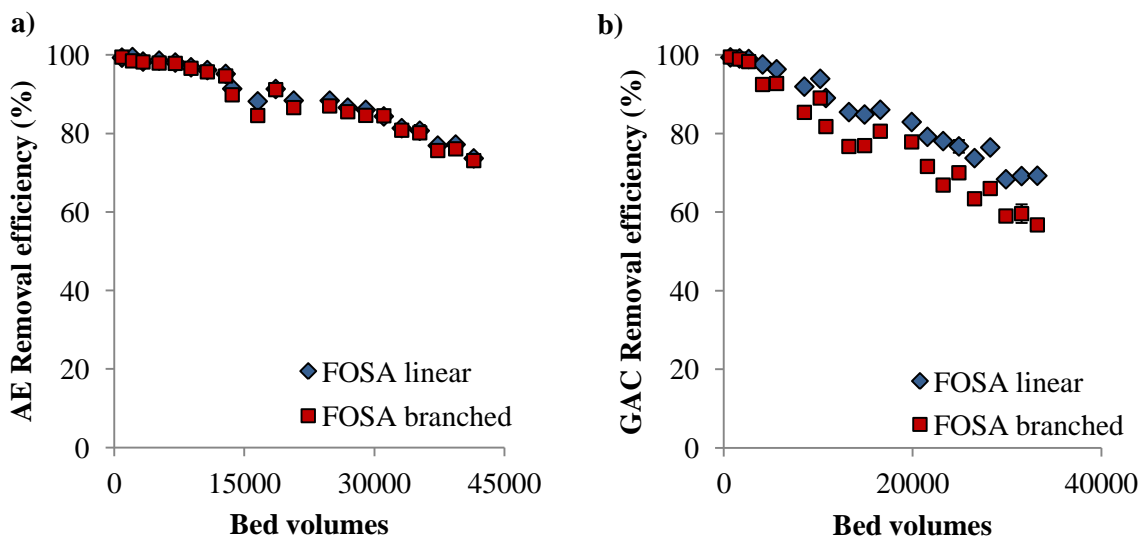 a)
AE Removal efficiency (%)
100
80
60
40
20
0
FOSA linear
FOSA branched
0 15000 30000 45000
Bed volumes
b)
GAC Removal efficiency (%)
100
80
60
40
20
0
FOSA linear
FOSA branched
0 20000 40000
Bed volumes